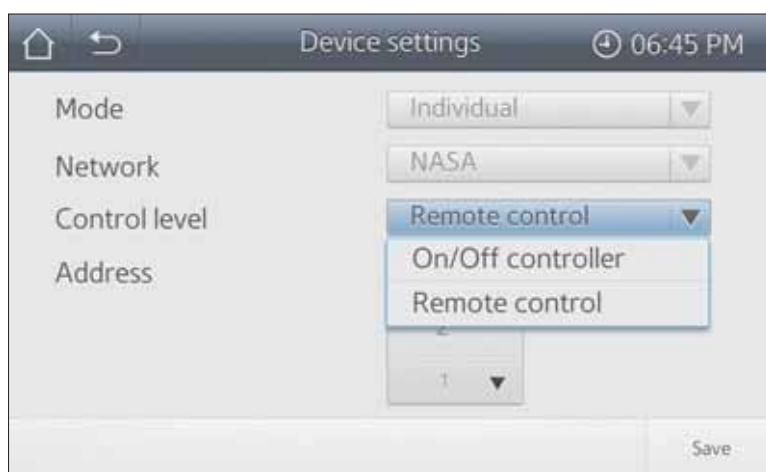 Device settings 06:45 PM
Mode Individual
Network NASA
Control level Remote control
On/Off controller
Address
Remote control
1
Save